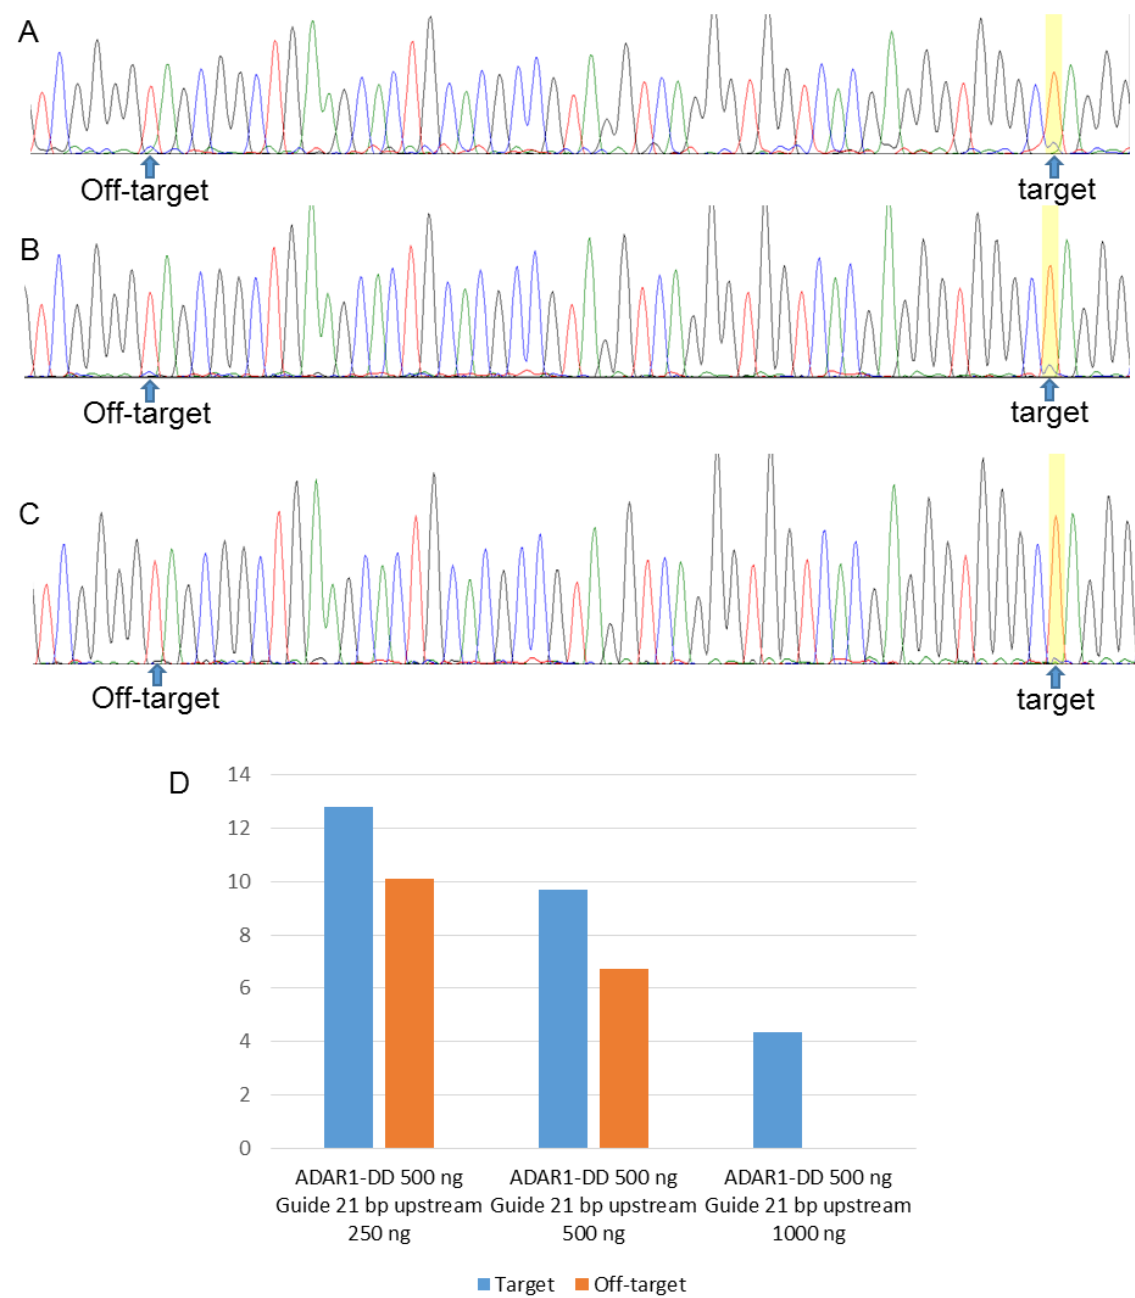 A
Off-target
target
B
Off-target
target
C
Off-target
target
D
14
12
10
8
6
4
2
0
ADAR1-DD 500 ng
Guide 21 bp upstream
250 ng
ADAR1-DD 500 ng
Guide 21 bp upstream
500 ng
ADAR1-DD 500 ng
Guide 21 bp upstream
1000 ng
Target
Off-target